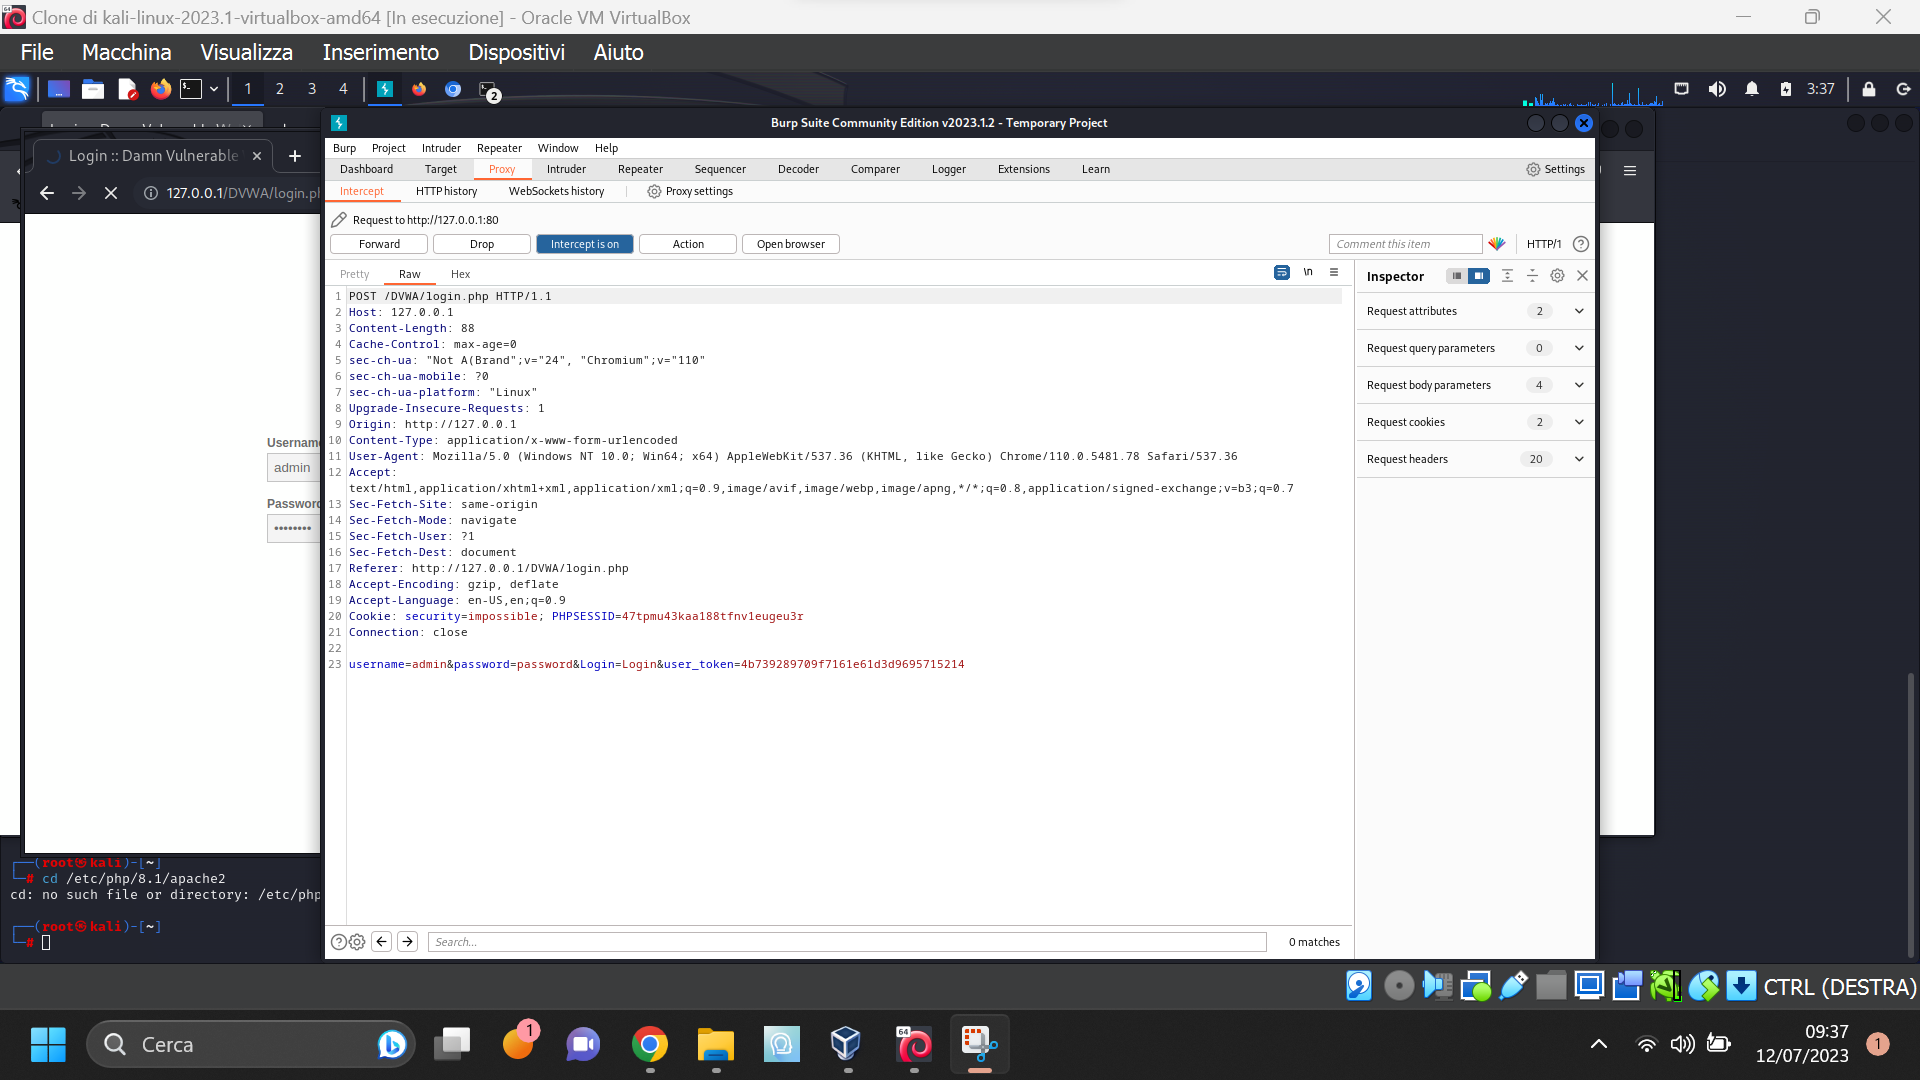 Clone di kali-linux-2023.1-virtualbox-amd64 [In esecuzione] - Oracle VM VirtualBox
File Macchina Visualizza Inserimento Dispositivi Aiuto
1 2 3 4 2 3:37
Burp Suite Community Edition v2023.1.2 - Temporary Project
Login :: Damn Vulnerable
127.0.0.1/DVWA/login.ph
Burp Project Intruder Repeater Window Help
Dashboard Target Proxy Intruder Repeater Sequencer Decoder Comparer Logger Extensions Learn Settings
Intercept HTTP history WebSockets history Proxy settings
Request to http://127.0.0.1:80
Forward Drop Intercept is on Action Open browser Comment this item HTTP/1
Pretty Raw Hex \n
1 POST /DVWA/login.php HTTP/1.1
2 Host: 127.0.0.1
3 Content-Length: 88
4 Cache-Control: max-age=0
5 sec-ch-ua: "Not A(Brand";v="24", "Chromium";v="110"
6 sec-ch-ua-mobile: ?0
7 sec-ch-ua-platform: "Linux"
8 Upgrade-Insecure-Requests: 1
9 Origin: http://127.0.0.1
10 Content-Type: application/x-www-form-urlencoded
11 User-Agent: Mozilla/5.0 (Windows NT 10.0; Win64; x64) AppleWebKit/537.36 (KHTML, like Gecko) Chrome/110.0.5481.78 Safari/537.36
12 Accept:
text/html,application/xhtml+xml,application/xml;q=0.9,image/avif,image/webp,image/apng,*/*;q=0.8,application/signed-exchange;v=b3;q=0.7
13 Sec-Fetch-Site: same-origin
14 Sec-Fetch-Mode: navigate
15 Sec-Fetch-User: ?1
16 Sec-Fetch-Dest: document
17 Referer: http://127.0.0.1/DVWA/login.php
18 Accept-Encoding: gzip, deflate
19 Accept-Language: en-US,en;q=0.9
20 Cookie: security=impossible; PHPSESSID=47tpmu43kaa188tfnv1eugeu3r
21 Connection: close
22
23 username=admin&password=password&Login=Login&user_token=4b739289709f7161e61d3d9695715214
Inspector
Request attributes 2
Request query parameters 0
Request body parameters 4
Request cookies 2
Request headers 20
Username
admin
Password
••••••••
Search... 0 matches
(root㉿kali)-[~]
# cd /etc/php/8.1/apache2
cd: no such file or directory: /etc/php
(root㉿kali)-[~]
#
CTRL (DESTRA)
Cerca 1 64 09:37
12/07/2023 1